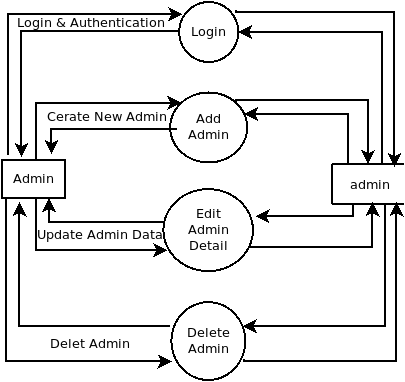 Login & Authentication
Login
Cerate New Admin
Add
Admin
Admin
admin
Edit
Admin
Detail
Update Admin Data
Delete
Admin
Delet Admin